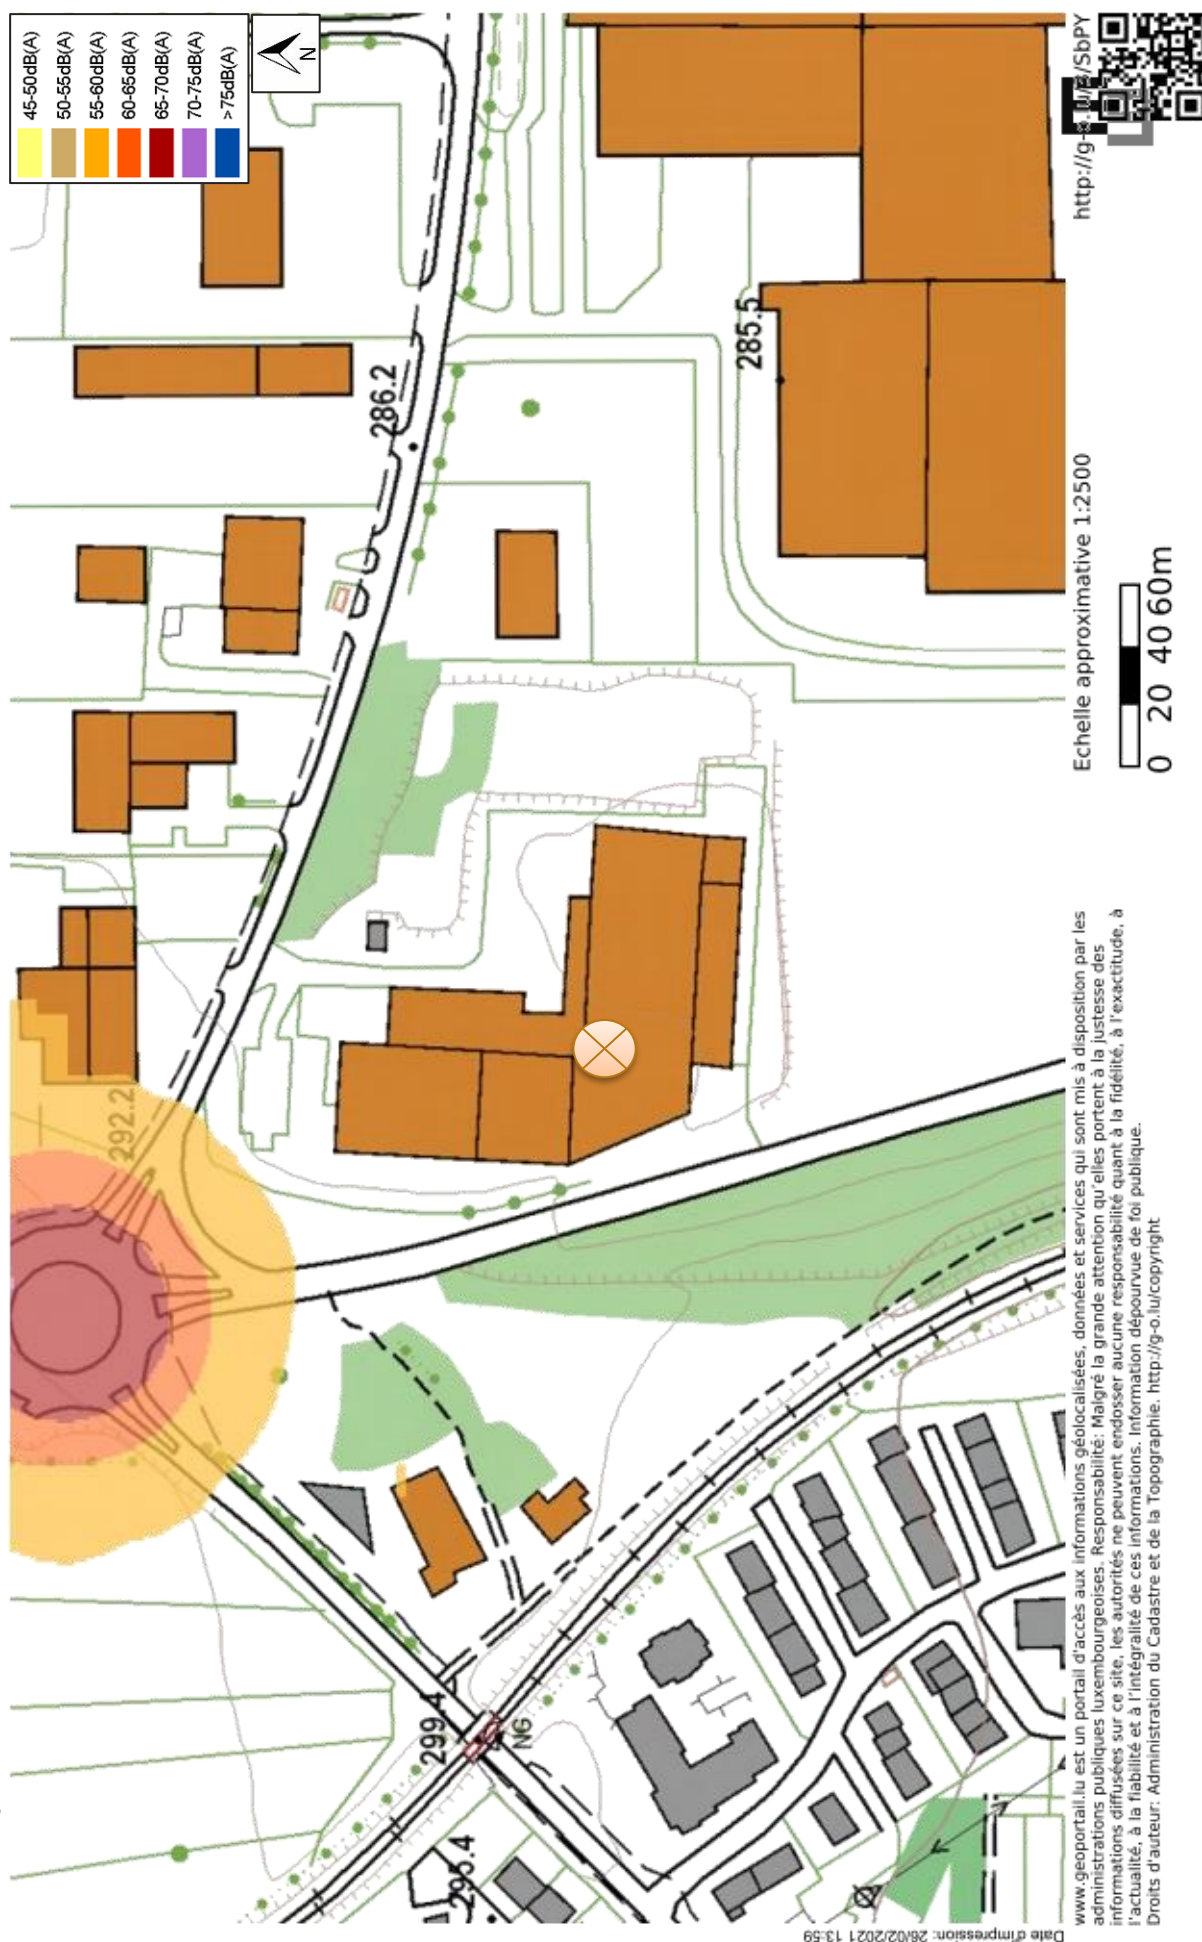 45-50dB(A)
50-55dB(A)
55-60dB(A)
60-65dB(A)
65-70dB(A)
70-75dB(A)
>75dB(A)
N
286.2
285.5
292.2
299.4
NG
295.4
Date d'impression: 26/02/2021 13:59
www.geoportail.lu est un portail d'accès aux informations géolocalisées, données et services qui sont mis à disposition par les
administrations publiques luxembourgeoises. Responsabilité: Malgré la grande attention qu'elles portent à la justesse des
informations diffusées sur ce site, les autorités ne peuvent endosser aucune responsabilité quant à la fidélité, à l'exactitude, à
l'actualité, à la fiabilité et à l'intégralité de ces informations. Information dépourvue de foi publique.
Droits d'auteur: Administration du Cadastre et de la Topographie. http://g-o.lu/copyright
Echelle approximative 1:2500
0 20 40 60m